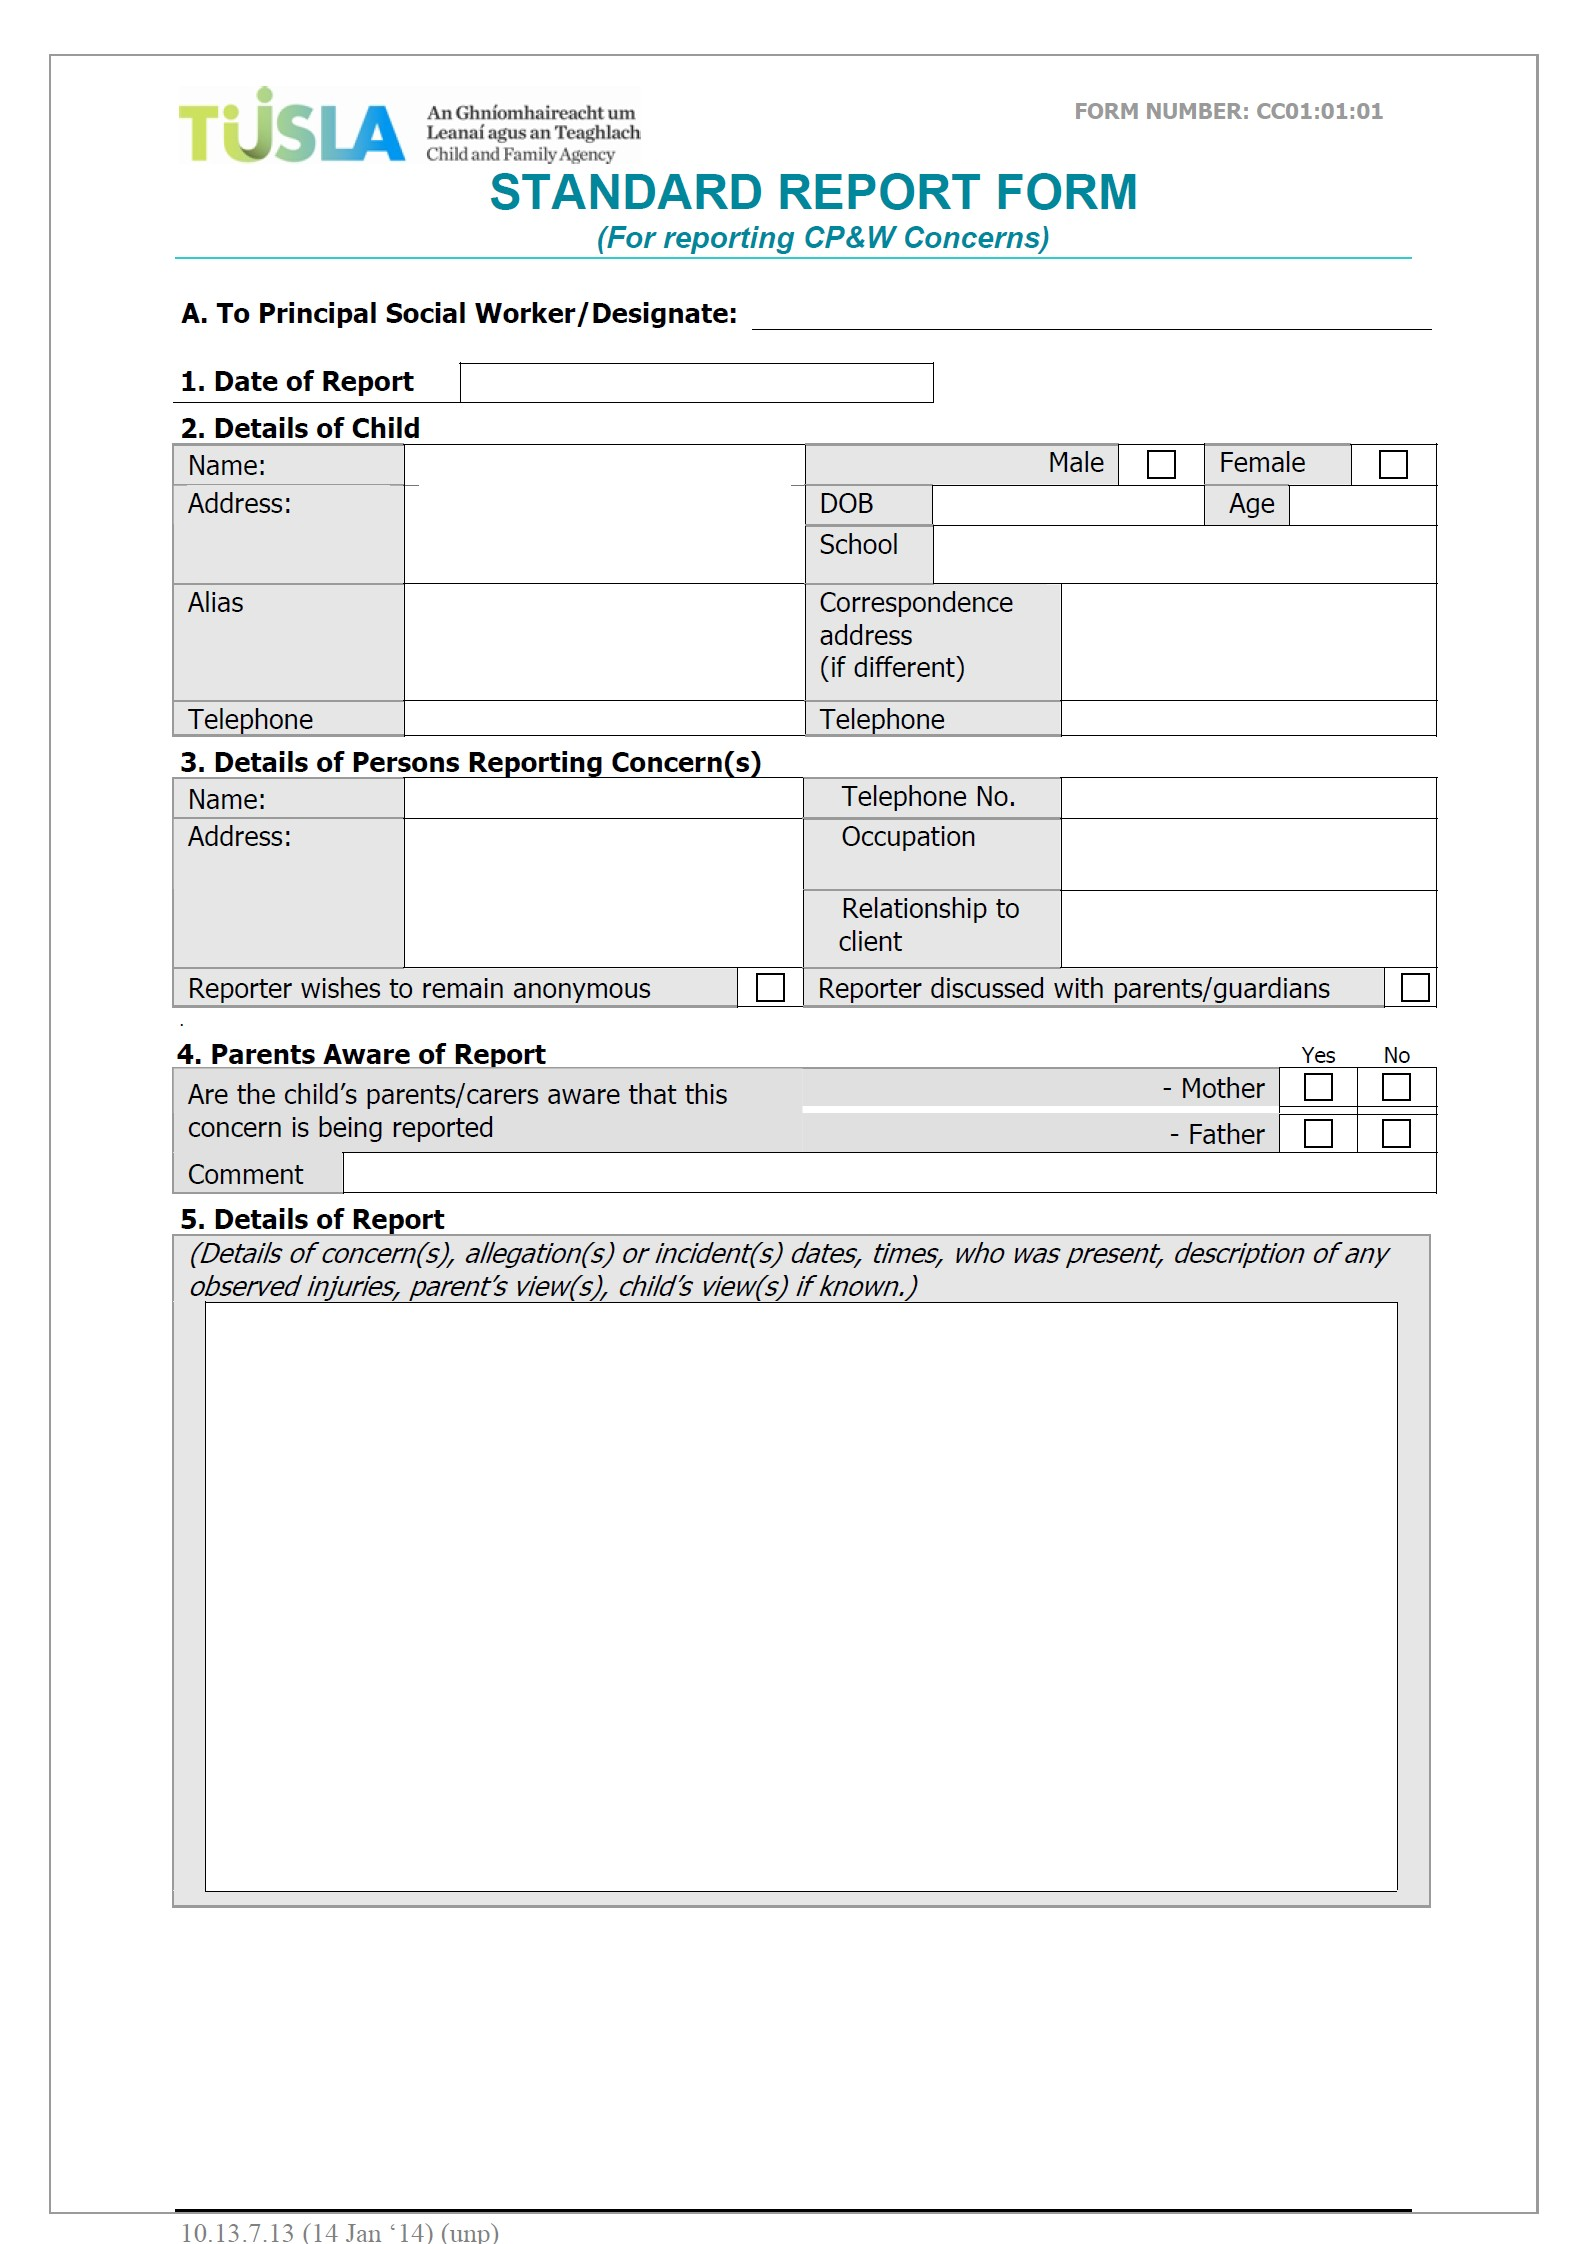 TUSLA
An Ghníomhaireacht um
Leanaí agus an Teaghlach
Child and Family Agency
FORM NUMBER: CC01:01:01
STANDARD REPORT FORM
(For reporting CP&W Concerns)
A. To Principal Social Worker/Designate:
1. Date of Report
2. Details of Child
Name:
Male
Female
Address:
DOB
Age
School
Alias
Correspondence
address
(if different)
Telephone
Telephone
3. Details of Persons Reporting Concern(s)
Name:
Telephone No.
Address:
Occupation
Relationship to
client
Reporter wishes to remain anonymous
Reporter discussed with parents/guardians
.
4. Parents Aware of Report
Yes No
Are the child’s parents/carers aware that this
concern is being reported
- Mother
- Father
Comment
5. Details of Report
(Details of concern(s), allegation(s) or incident(s) dates, times, who was present, description of any
observed injuries, parent’s view(s), child’s view(s) if known.)
10.13.7.13 (14 Jan ‘14) (unp)